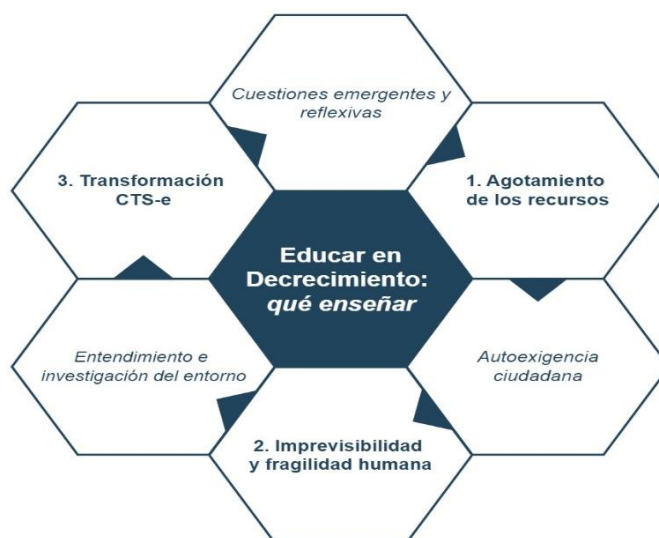 Cuestiones emergentes y
reflexivas
3. Transformación
CTS-e
1. Agotamiento
de los recursos
Educar en
Decrecimiento:
qué enseñar
Entendimiento e
investigación del entorno
Autoexigencia
ciudadana
2. Imprevisibilidad
y fragilidad humana